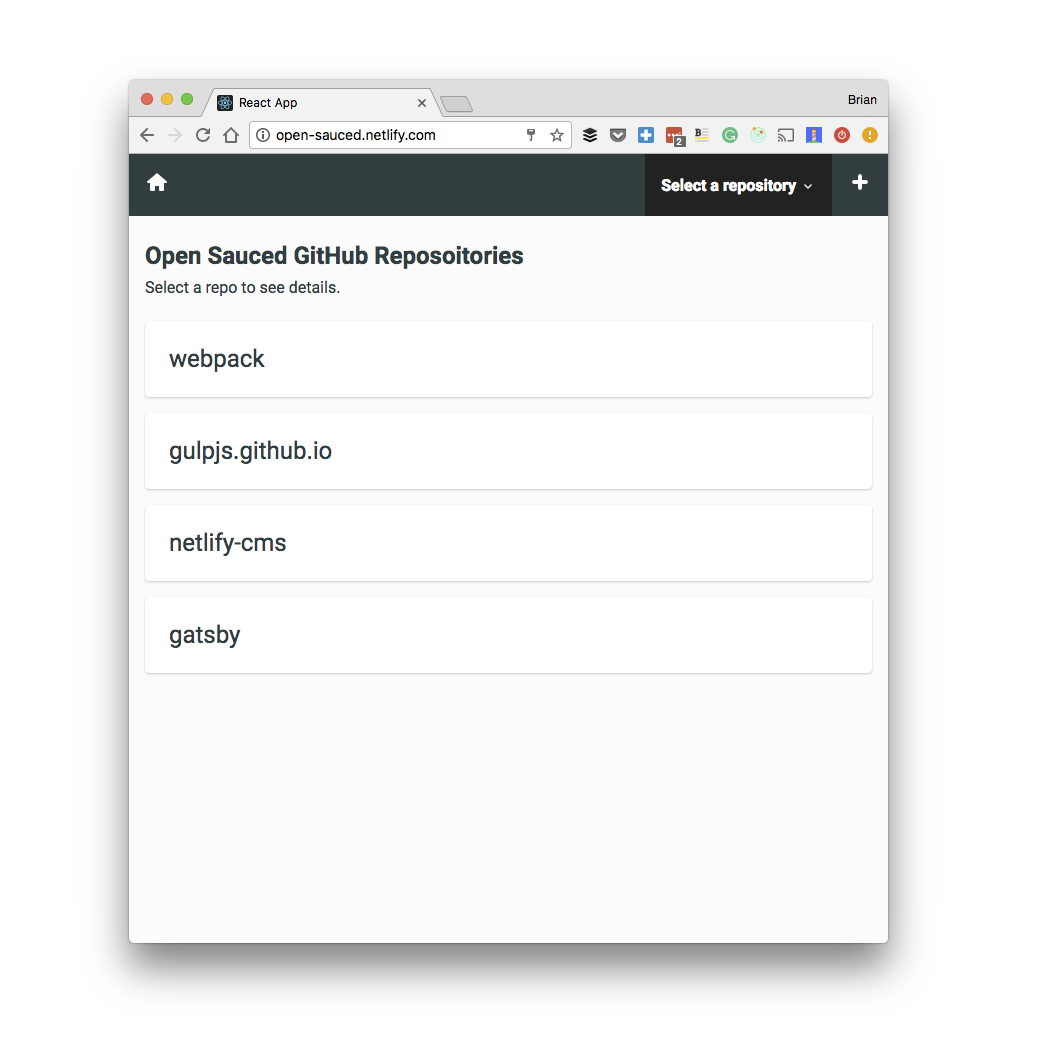 React App
Brian
open-sauced.netlify.com
2
B
G
Select a repository
Open Sauced GitHub Reposoitories
Select a repo to see details.
webpack
gulpjs.github.io
netlify-cms
gatsby